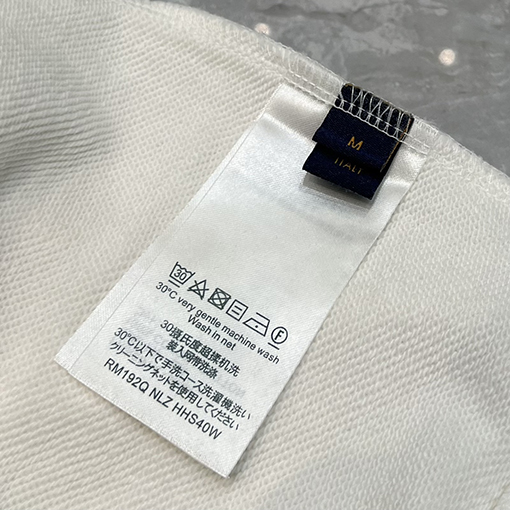 M
ITALY
30
30°C very gentle machine wash
Wash in net
30摄氏度超柔机洗
装入网带洗涤
30℃以下で手洗コース洗濯機洗い
クリーニングネットを使用してください
RM192Q NLZ HHS40W